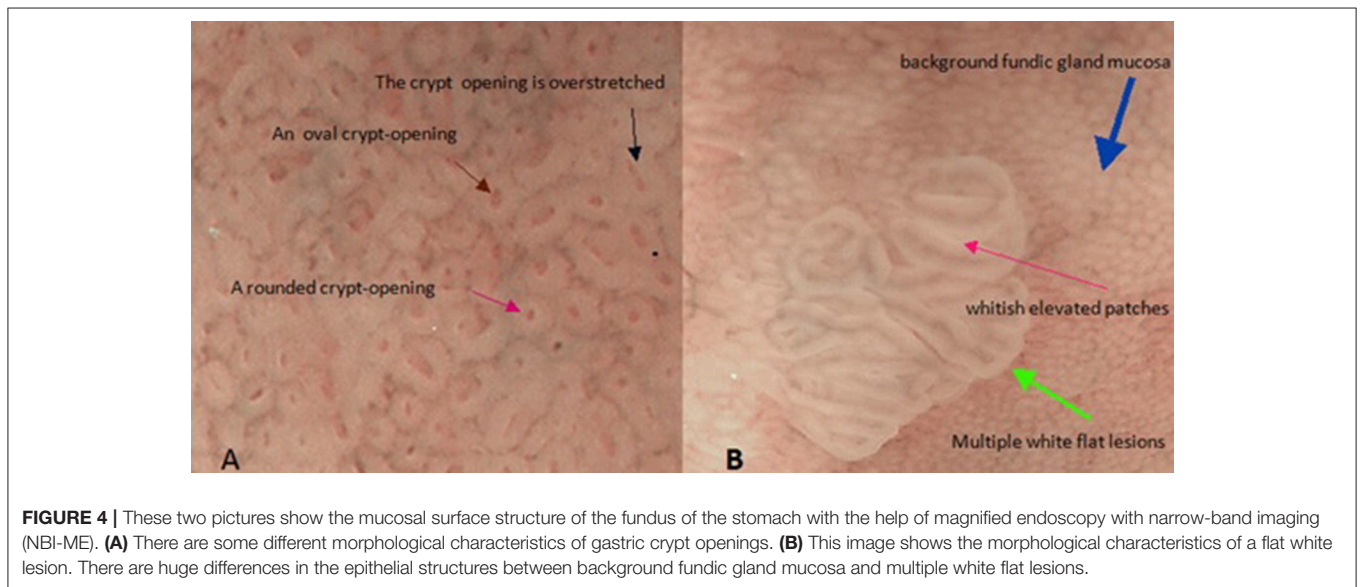 The crypt opening is overstretched
An oval crypt-opening
A rounded crypt-opening
A
background fundic gland mucosa
whitish elevated patches
Multiple white flat lesions
B
FIGURE 4 | These two pictures show the mucosal surface structure of the fundus of the stomach with the help of magnified endoscopy with narrow-band imaging
(NBI-ME). (A) There are some different morphological characteristics of gastric crypt openings. (B) This image shows the morphological characteristics of a flat white
lesion. There are huge differences in the epithelial structures between background fundic gland mucosa and multiple white flat lesions.